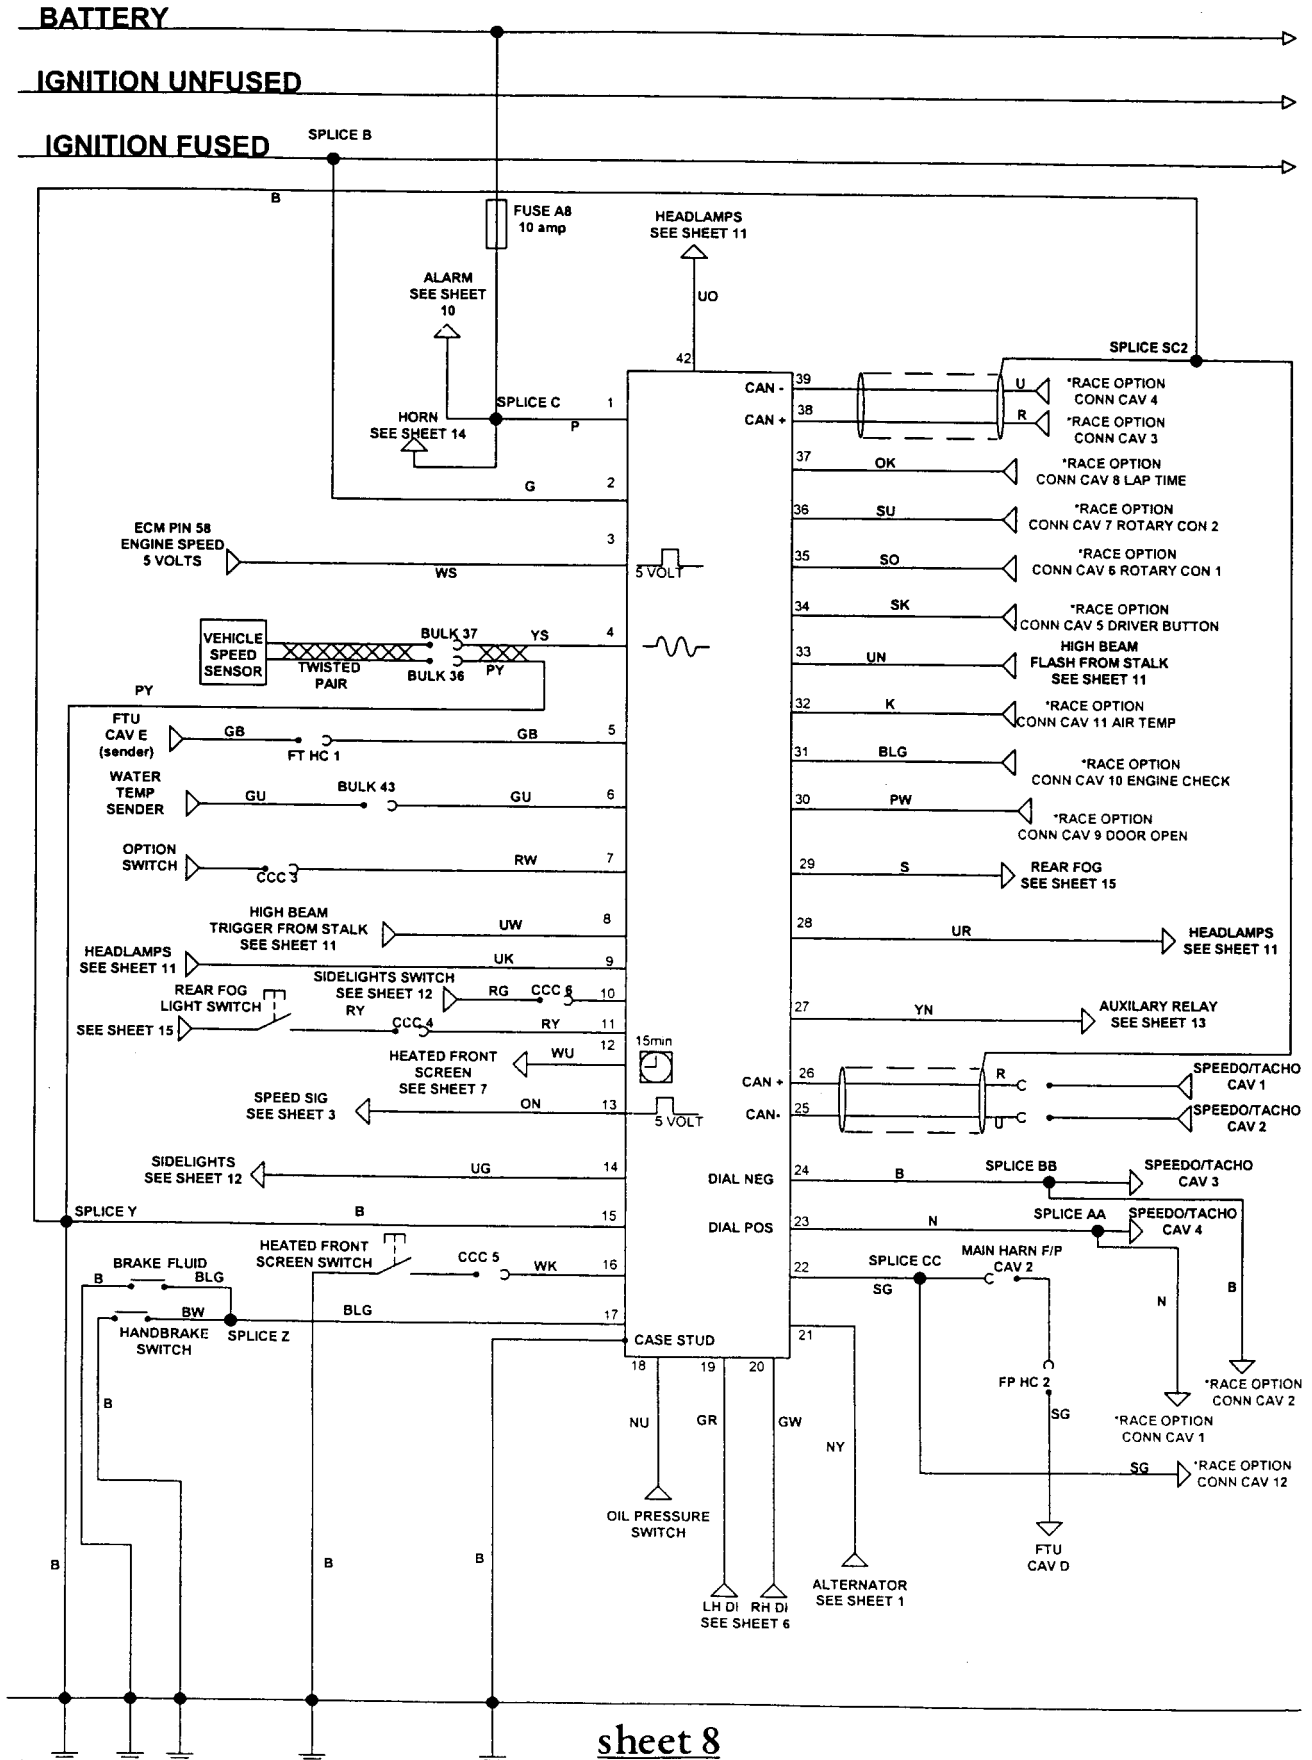 BATTERY
IGNITION UNFUSED
IGNITION FUSED
SPLICE B
B
FUSE A8
10 amp
HEADLAMPS
SEE SHEET 11
UO
42
ALARM
SEE SHEET
10
HORN
SEE SHEET 14
SPLICE C
P
1
G
2
ECM PIN 58
ENGINE SPEED
5 VOLTS
WS
3
5 VOLT
VEHICLE
SPEED
SENSOR
TWISTED
PAIR
BULK 37
BULK 36
YS
PY
4
PY
FTU
CAV E
(sender)
GB
FT HC 1
GB
5
WATER
TEMP
SENDER
GU
BULK 43
GU
6
OPTION
SWITCH
CCC 3
RW
7
HIGH BEAM
TRIGGER FROM STALK
SEE SHEET 11
UW
8
HEADLAMPS
SEE SHEET 11
UK
9
SIDELIGHTS SWITCH
SEE SHEET 12
RG
CCC 6
10
REAR FOG
LIGHT SWITCH
SEE SHEET 15
RY
CCC 4
RY
11
12
HEATED FRONT
SCREEN
SEE SHEET 7
WU
15min
SPEED SIG
SEE SHEET 3
ON
13
5 VOLT
SIDELIGHTS
SEE SHEET 12
UG
14
SPLICE Y
B
15
HEATED FRONT
SCREEN SWITCH
CCC 5
WK
16
BRAKE FLUID
B
BLG
BW
HANDBRAKE
SWITCH
SPLICE Z
BLG
17
CASE STUD
B
B
B
B
18
19
20
21
NU
GR
GW
NY
OIL PRESSURE
SWITCH
LH DI
RH DI
SEE SHEET 6
ALTERNATOR
SEE SHEET 1
SPLICE SC2
CAN -
39
U
*RACE OPTION
CONN CAV 4
CAN +
38
R
*RACE OPTION
CONN CAV 3
37
OK
*RACE OPTION
CONN CAV 8 LAP TIME
36
SU
*RACE OPTION
CONN CAV 7 ROTARY CON 2
35
SO
*RACE OPTION
CONN CAV 6 ROTARY CON 1
34
SK
*RACE OPTION
CONN CAV 5 DRIVER BUTTON
33
UN
HIGH BEAM
FLASH FROM STALK
SEE SHEET 11
32
K
*RACE OPTION
CONN CAV 11 AIR TEMP
31
BLG
*RACE OPTION
CONN CAV 10 ENGINE CHECK
30
PW
*RACE OPTION
CONN CAV 9 DOOR OPEN
29
S
REAR FOG
SEE SHEET 15
28
UR
HEADLAMPS
SEE SHEET 11
27
YN
AUXILARY RELAY
SEE SHEET 13
CAN +
26
R
SPEEDO/TACHO
CAV 1
CAN-
25
U
SPEEDO/TACHO
CAV 2
DIAL NEG
24
B
SPLICE BB
SPEEDO/TACHO
CAV 3
DIAL POS
23
N
SPLICE AA
SPEEDO/TACHO
CAV 4
22
SG
SPLICE CC
MAIN HARN F/P
CAV 2
N
B
FP HC 2
SG
*RACE OPTION
CONN CAV 2
*RACE OPTION
CONN CAV 1
SG
*RACE OPTION
CONN CAV 12
FTU
CAV D
sheet 8